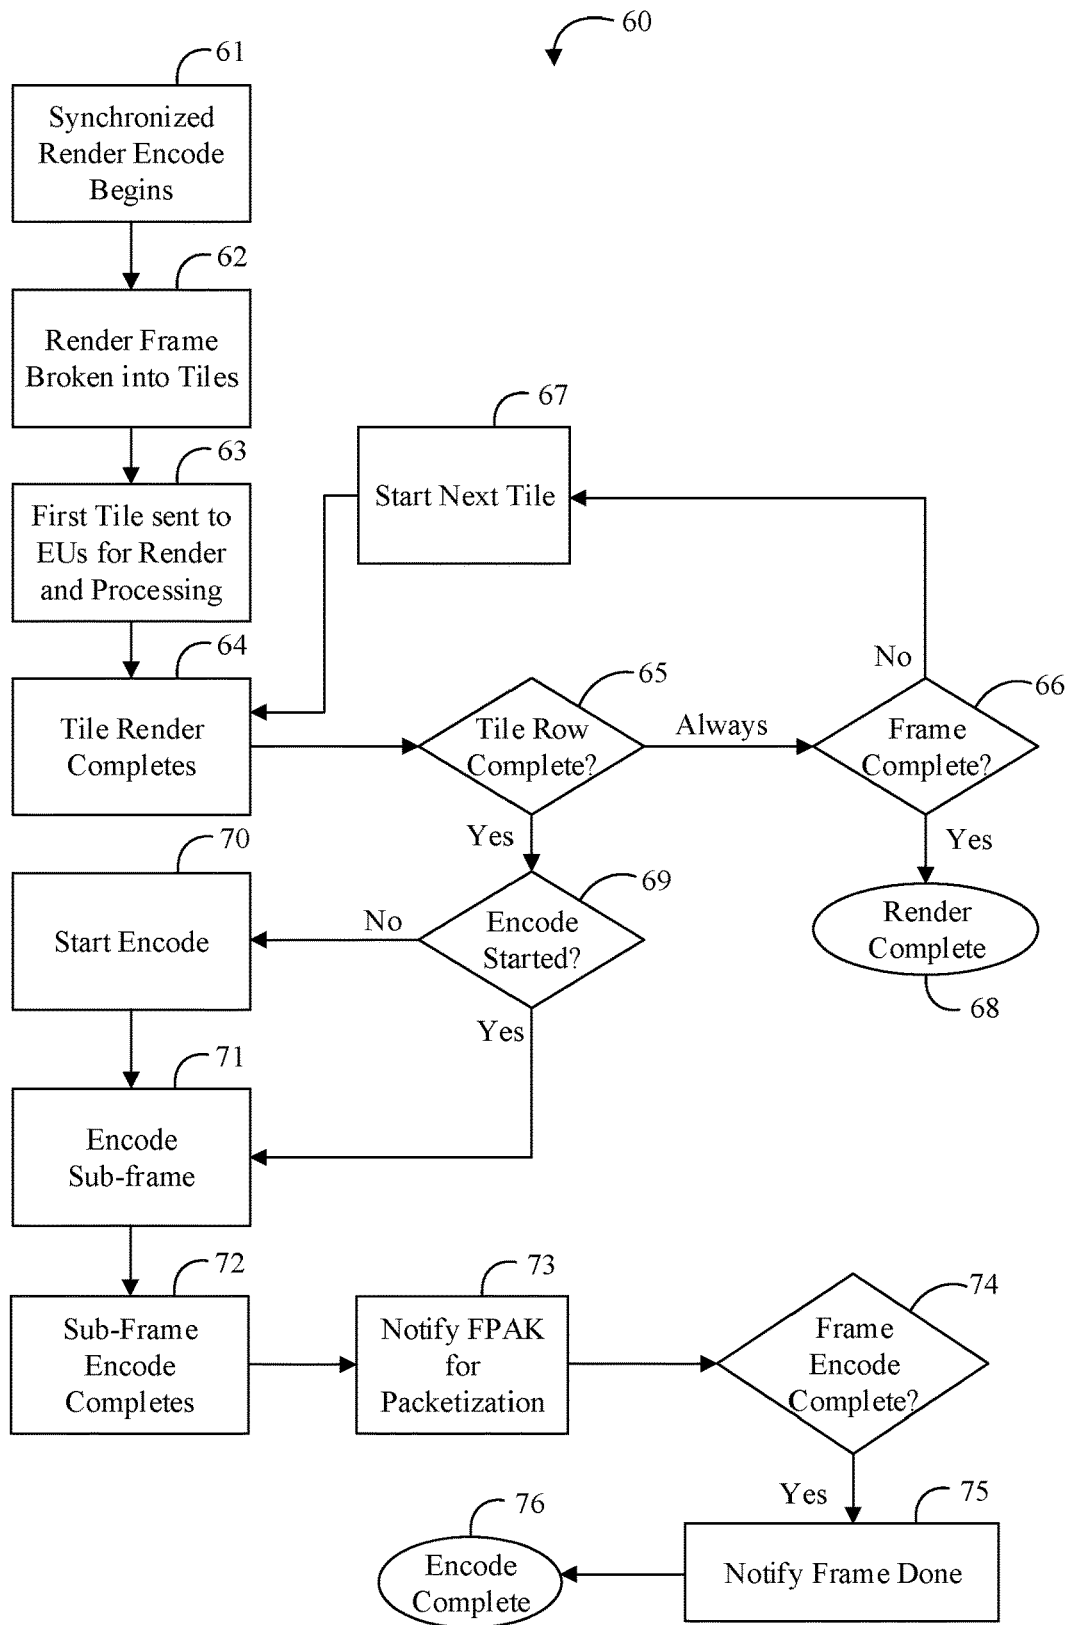 60
61
Synchronized
Render Encode
Begins
62
Render Frame
Broken into Tiles
63
First Tile sent to
EUs for Render
and Processing
67
Start Next Tile
64
Tile Render
Completes
65
Tile Row
Complete?
Always
No
66
Frame
Complete?
Yes
Render
Complete
68
Yes
69
Encode
Started?
No
Yes
70
Start Encode
71
Encode
Sub-frame
72
Sub-Frame
Encode
Completes
73
Notify FPAK
for
Packetization
74
Frame
Encode
Complete?
Yes
75
Notify Frame Done
76
Encode
Complete